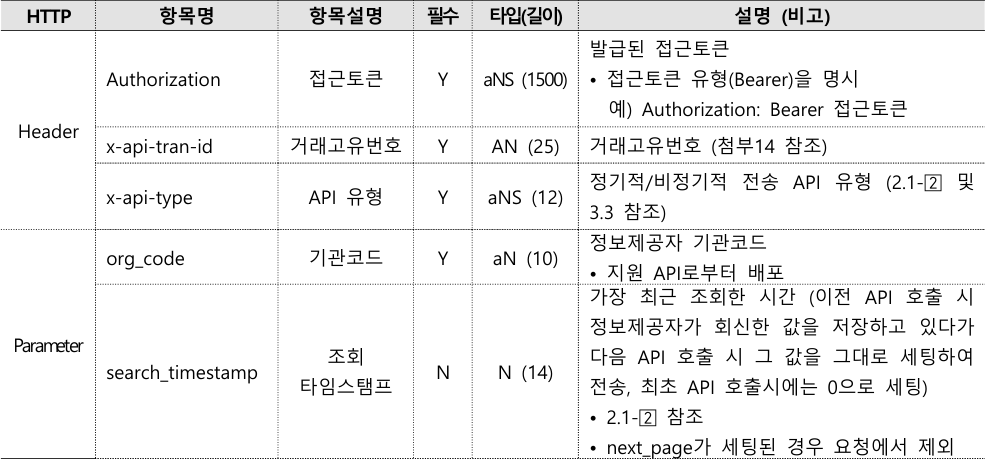 HTTP 항목명 항목설명 필수 타입(길이) 설명 (비고)
Header
Authorization 접근토큰 Y aNS (1500)
발급된 접근토큰
• 접근토큰 유형(Bearer)을 명시
예) Authorization: Bearer 접근토큰
x-api-tran-id 거래고유번호 Y AN (25) 거래고유번호 (첨부14 참조)
x-api-type API 유형 Y aNS (12)
정기적/비정기적 전송 API 유형 (2.1-② 및
3.3 참조)
Parameter
org_code 기관코드 Y aN (10)
정보제공자 기관코드
• 지원 API로부터 배포
search_timestamp
조회
타임스탬프
N N (14)
가장 최근 조회한 시간 (이전 API 호출 시
정보제공자가 회신한 값을 저장하고 있다가
다음 API 호출 시 그 값을 그대로 세팅하여
전송, 최초 API 호출시에는 0으로 세팅)
• 2.1-② 참조
• next_page가 세팅된 경우 요청에서 제외